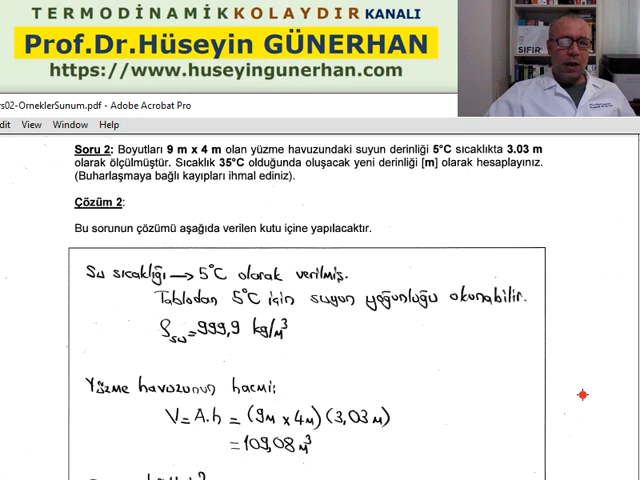 TERMODİNAMİKKOLAYDIR KANALI
Prof.Dr.Hüseyin GÜNERHAN
https://www.huseyingunerhan.com
SIFIR
rs02-OrneklerSunum.pdf - Adobe Acrobat Pro
dit View Window Help
Soru 2: Boyutları 9 m x 4 m olan yüzme havuzundaki suyun derinliği 5°C sıcaklıkta 3.03 m
olarak ölçülmüştür. Sıcaklık 35°C olduğunda oluşacak yeni derinliği [m] olarak hesaplayınız.
(Buharlaşmaya bağlı kayıpları ihmal ediniz).
Çözüm 2:
Bu sorunun çözümü aşağıda verilen kutu içine yapılacaktır.
Su sıcaklığı → 5°C olarak verilmiş.
Tablodan 5°C için suyun yoğunluğu okunabilir.
ρsu = 999,9 kg/m³
Yüzme havuzunun hacmi:
V = A.h = (9m x 4m) (3,03 m)
= 109,08 m³